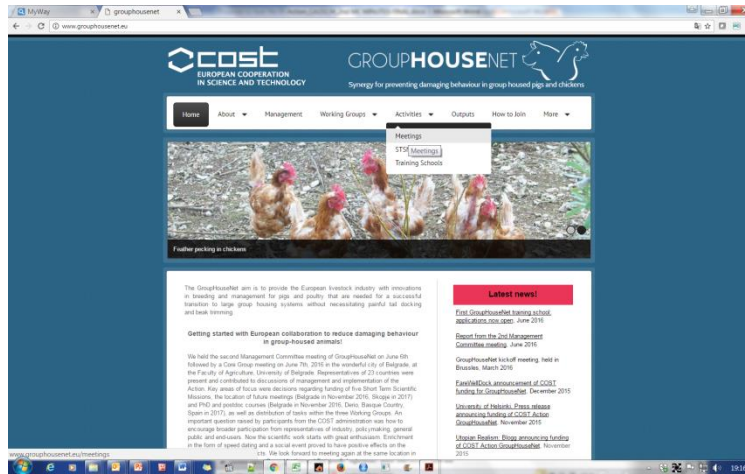 MyWay
grouphousenet
www.grouphousenet.eu
COST
EUROPEAN COOPERATION
IN SCIENCE AND TECHNOLOGY
GROUPHOUSENET
Synergy for preventing damaging behaviour in group housed pigs and chickens
Home About Management Working Groups Activities Outputs How to Join More
Meetings
Meetings
Training Schools
Feather pecking in chickens
The GroupHouseNet aim is to provide the European livestock industry with innovations
in breeding and management for pigs and poultry that are needed for a successful
transition to large group housing systems without necessitating painful tail docking
and beak trimming.
Getting started with European collaboration to reduce damaging behaviour
in group-housed animals!
We held the second Management Committee meeting of GroupHouseNet on June 6th
followed by a Core Group meeting on June 7th, 2016 in the wonderful city of Belgrade, at
the Faculty of Agriculture, University of Belgrade. Representatives of 23 countries were
present and contributed to discussions of management and implementation of the
Action. Key areas of focus were decisions regarding funding of five Short Term Scientific
Missions, the location of future meetings (Belgrade in November 2016, Skopje in 2017)
and PhD and postdoc courses (Belgrade in November 2016, Derio, Basque Country,
Spain in 2017), as well as distribution of tasks within the three Working Groups. An
important question raised by participants from the COST administration was how to
encourage broader participation from representatives of industry, policymaking, general
public and end-users. Now the scientific work starts with great enthusiasm. Enrichment
in the form of speed dating and a social event proved to have positive effects on the
We look forward to meeting again at the same location in
Latest news!
First GroupHouseNet training school,
applications now open. June 2016
Report from the 2nd Management
Committee meeting. June 2016
GroupHouseNet kickoff meeting, held in
Brussles, March 2016
FareWellDock announcement of COST
funding for GroupHouseNet. December 2015
University of Helsinki: Press release
announcing funding of COST Action
GroupHouseNet. November 2015
Utopian Realism: Blogg announcing funding
of COST Action GroupHouseNet. November
2015
www.grouphousenet.eu/meetings